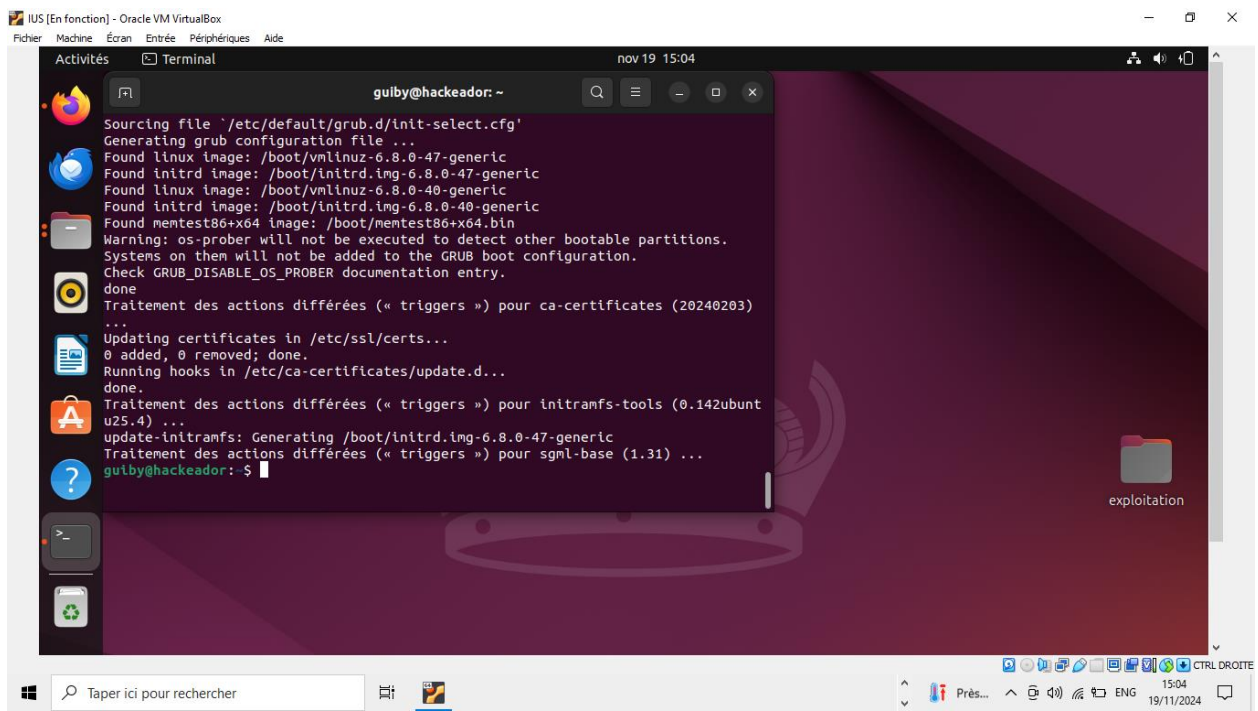 IUS [En fonction] - Oracle VM VirtualBox
Fichier Machine Écran Entrée Périphériques Aide
Activités Terminal nov 19 15:04
guiby@hackeador: ~
Sourcing file `/etc/default/grub.d/init-select.cfg'
Generating grub configuration file ...
Found linux image: /boot/vmlinuz-6.8.0-47-generic
Found initrd image: /boot/initrd.img-6.8.0-47-generic
Found linux image: /boot/vmlinuz-6.8.0-40-generic
Found initrd image: /boot/initrd.img-6.8.0-40-generic
Found memtest86+x64 image: /boot/memtest86+x64.bin
Warning: os-prober will not be executed to detect other bootable partitions.
Systems on them will not be added to the GRUB boot configuration.
Check GRUB_DISABLE_OS_PROBER documentation entry.
done
Traitement des actions différées (« triggers ») pour ca-certificates (20240203)
...
Updating certificates in /etc/ssl/certs...
0 added, 0 removed; done.
Running hooks in /etc/ca-certificates/update.d...
done.
Traitement des actions différées (« triggers ») pour initramfs-tools (0.142ubunt
u25.4) ...
update-initramfs: Generating /boot/initrd.img-6.8.0-47-generic
Traitement des actions différées (« triggers ») pour sgml-base (1.31) ...
guiby@hackeador:~$
exploitation
CTRL DROITE
Taper ici pour rechercher
Près... ENG 15:04
19/11/2024